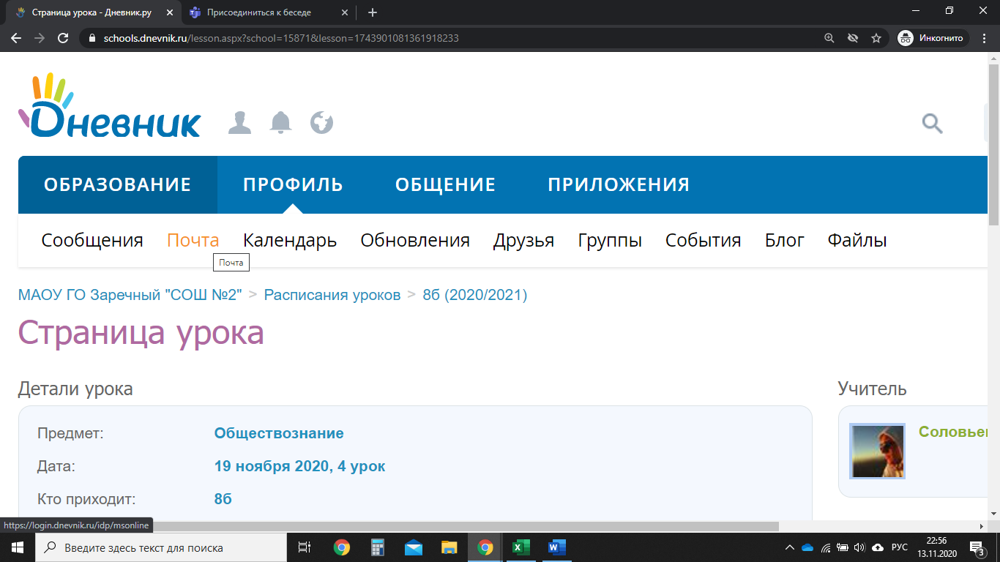 Страница урока - Дневник.ру
Присоединиться к беседе
schools.dnevnik.ru/lesson.aspx?school=15871&lesson=1743901081361918233
Инкогнито
Дневник
ОБРАЗОВАНИЕ ПРОФИЛЬ ОБЩЕНИЕ ПРИЛОЖЕНИЯ
Сообщения Почта Календарь Обновления Друзья Группы События Блог Файлы
Почта
МАОУ ГО Заречный "СОШ №2" > Расписания уроков > 8б (2020/2021)
Страница урока
Детали урока
Учитель
Предмет: Обществознание
Соловье
Дата: 19 ноября 2020, 4 урок
Кто приходит: 8б
https://login.dnevnik.ru/idp/msonline
Введите здесь текст для поиска
РУС
22:56
13.11.2020
3